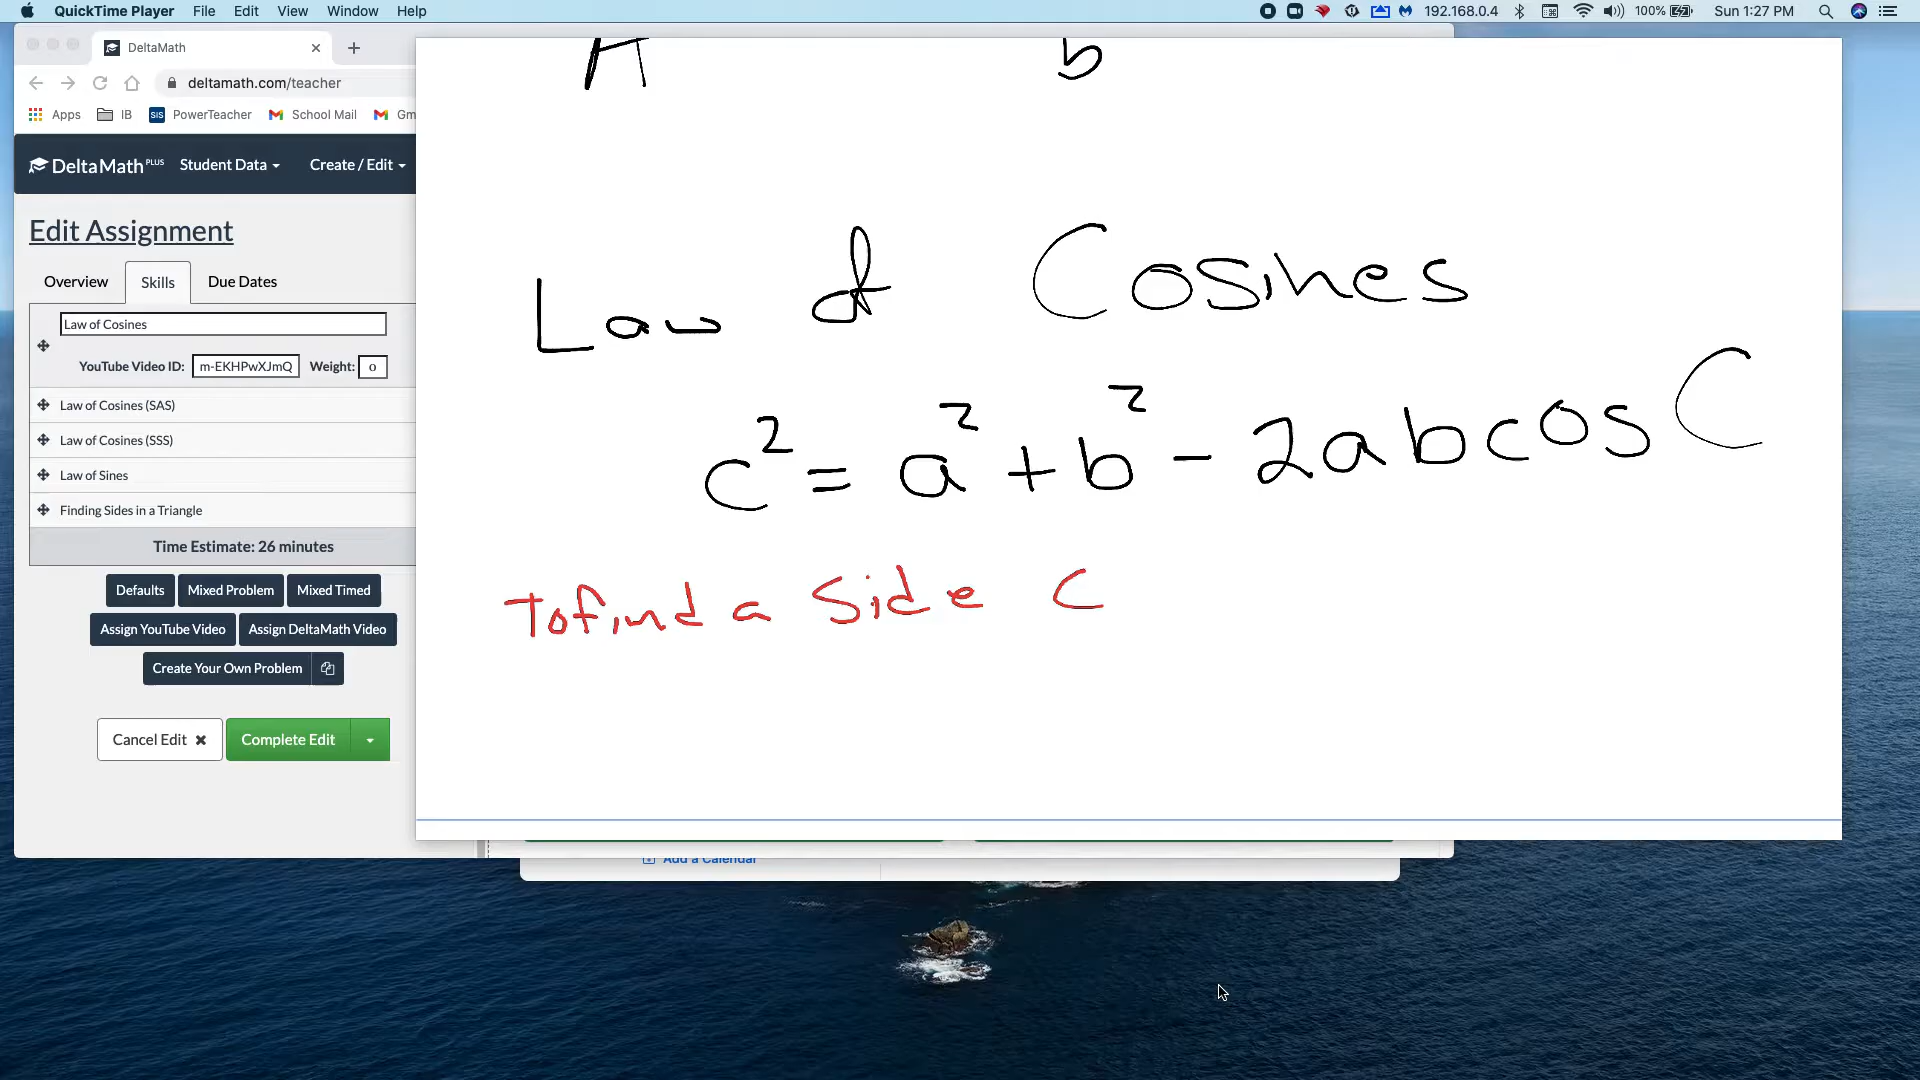 QuickTime Player File Edit View Window Help 192.168.0.4 100% Sun 1:27 PM
DeltaMath
deltamath.com/teacher
Apps IB SIS PowerTeacher School Mail Gm
DeltaMath PLUS Student Data Create / Edit
A b
Edit Assignment
Overview Skills Due Dates
Law of Cosines
YouTube Video ID: m-EKHPwXJmQ Weight: 0
Law of Cosines (SAS)
Law of Cosines (SSS)
Law of Sines
Finding Sides in a Triangle
Time Estimate: 26 minutes
Defaults Mixed Problem Mixed Timed
Assign YouTube Video Assign DeltaMath Video
Create Your Own Problem
Cancel Edit Complete Edit
Law of Cosines
c² = a² + b² - 2abcosC
To find a Side C
Add a Calendar